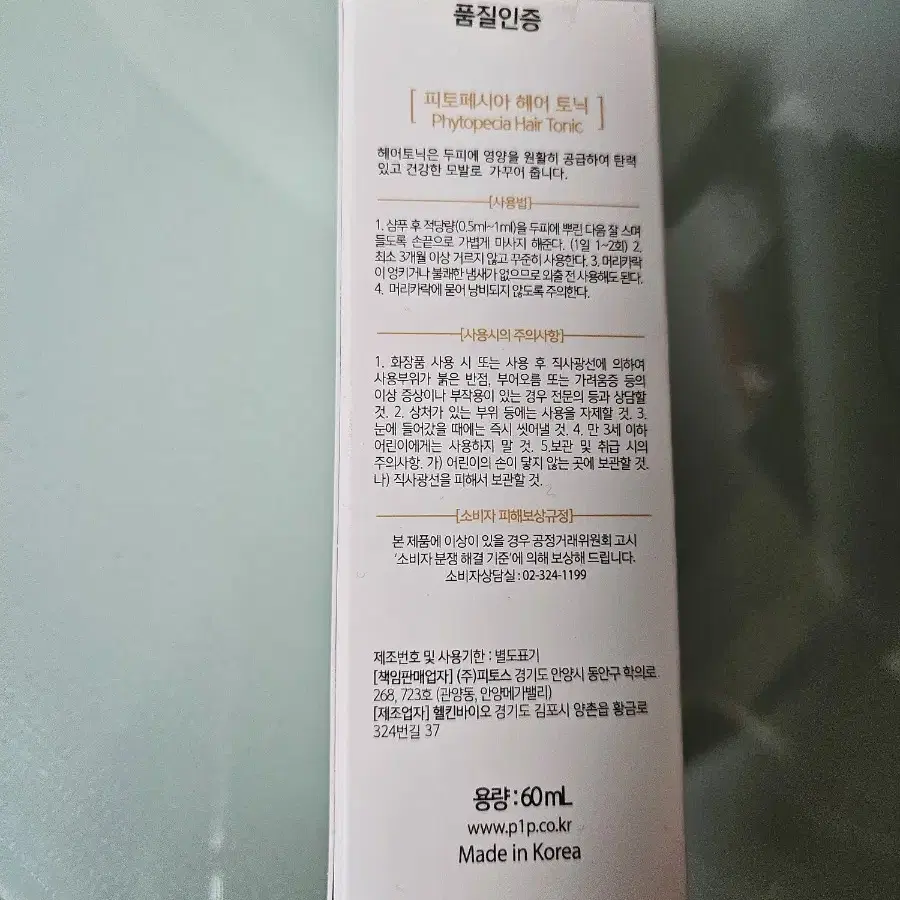 품질인증
[ 피토페시아 헤어 토닉 ]
Phytopecia Hair Tonic
헤어토닉은 두피에 영양을 원활히 공급하여 탄력
있고 건강한 모발로 가꾸어 줍니다.
[사용법]
1. 샴푸 후 적당량(0.5ml~1ml)을 두피에 뿌린 다음 잘 스며
들도록 손끝으로 가볍게 마사지 해준다. (1일 1~2회) 2.
최소 3개월 이상 거르지 않고 꾸준히 사용한다. 3. 머리카락
이 엉키거나 불쾌한 냄새가 없으므로 외출 전 사용해도 된다.
4. 머리카락에 묻어 낭비되지 않도록 주의한다.
[사용시의 주의사항]
1. 화장품 사용 시 또는 사용 후 직사광선에 의하여
사용부위가 붉은 반점, 부어오름 또는 가려움증 등의
이상 증상이나 부작용이 있는 경우 전문의 등과 상담할
것. 2. 상처가 있는 부위 등에는 사용을 자제할 것. 3.
눈에 들어갔을 때에는 즉시 씻어낼 것. 4. 만 3세 이하
어린이에게는 사용하지 말 것. 5.보관 및 취급 시의
주의사항. 가) 어린이의 손이 닿지 않는 곳에 보관할 것.
나) 직사광선을 피해서 보관할 것.
[소비자 피해보상규정]
본 제품에 이상이 있을 경우 공정거래위원회 고시
'소비자 분쟁 해결 기준'에 의해 보상해 드립니다.
소비자상담실 : 02-324-1199
제조번호 및 사용기한 : 별도표기
[책임판매업자] (주)피토스 경기도 안양시 동안구 학의로
268, 723호 (관양동, 안양메가밸리)
[제조업자] 헬킨바이오 경기도 김포시 양촌읍 황금로
324번길 37
용량 : 60 mL
www.p1p.co.kr
Made in Korea